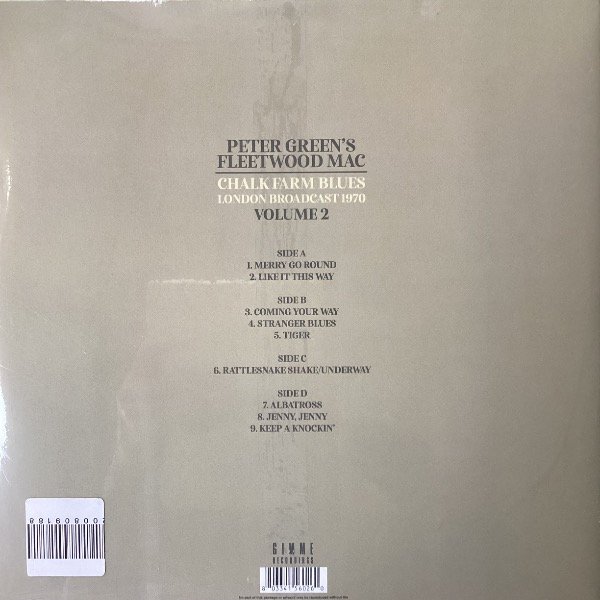 PETER GREEN'S
FLEETWOOD MAC
CHALK FARM BLUES
LONDON BROADCAST 1970
VOLUME 2
SIDE A
1. MERRY GO ROUND
2. LIKE IT THIS WAY
SIDE B
3. COMING YOUR WAY
4. STRANGER BLUES
5. TIGER
SIDE C
6. RATTLESNAKE SHAKE/UNDERWAY
SIDE D
7. ALBATROSS
8. JENNY, JENNY
9. KEEP A KNOCKIN'
GIMME
RECORDINGS